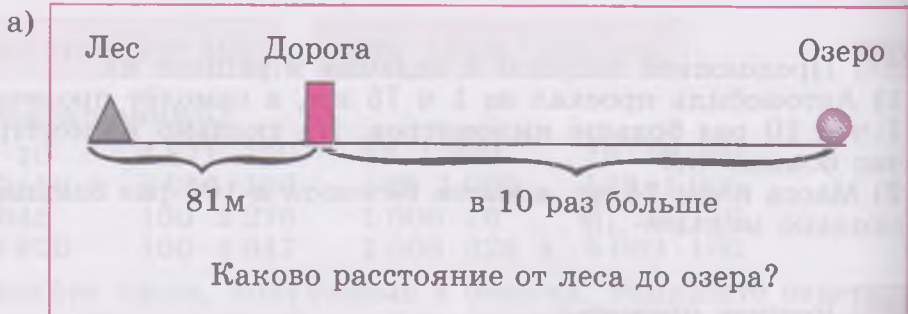 а)
Лес Дорога Озеро
81 м в 10 раз больше
Каково расстояние от леса до озера?